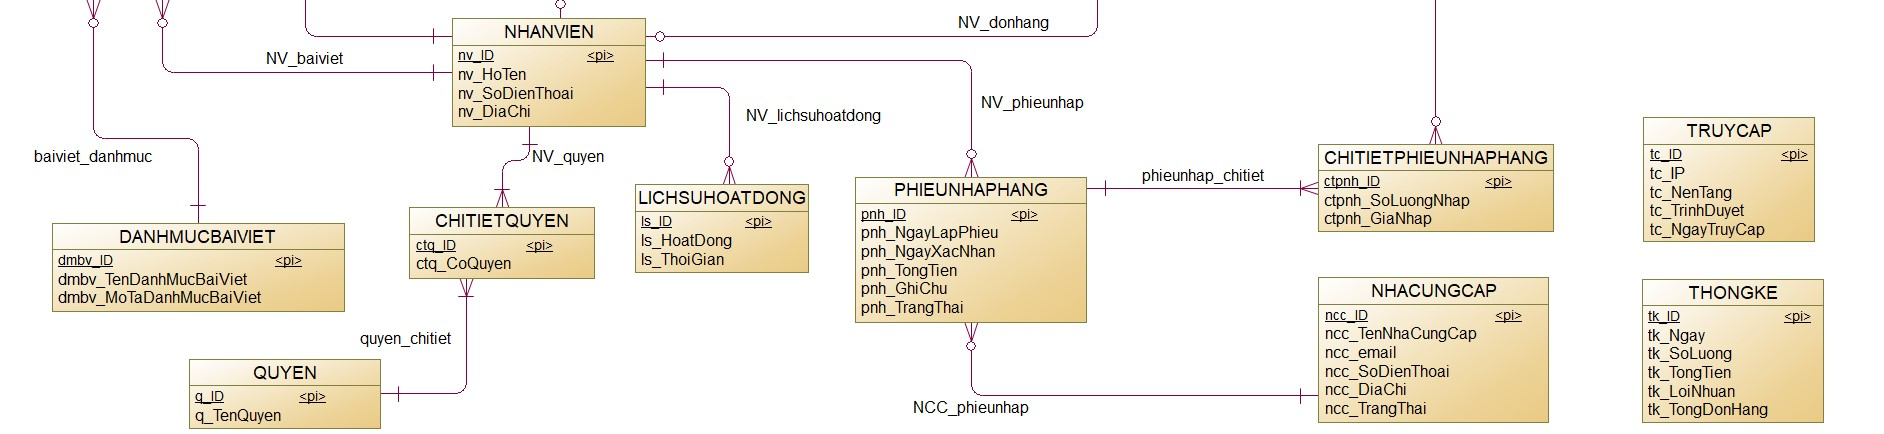 NV_donhang
NHANVIEN
nv_ID <pi>
nv_HoTen
nv_SoDienThoai
nv_DiaChi
NV_baiviet
NV_phieunhap
NV_lichsuhoatdong
baiviet_danhmuc
NV_quyen
phieunhap_chitiet
DANHMUCBAIVIET
dmbv_ID <pi>
dmbv_TenDanhMucBaiViet
dmbv_MoTaDanhMucBaiViet
CHITIETQUYEN
ctq_ID <pi>
ctq_CoQuyen
LICHSUHOATDONG
ls_ID <pi>
ls_HoatDong
ls_ThoiGian
PHIEUNHAPHANG
pnh_ID <pi>
pnh_NgayLapPhieu
pnh_NgayXacNhan
pnh_TongTien
pnh_GhiChu
pnh_TrangThai
CHITIETPHIEUNHAPHANG
ctpnh_ID <pi>
ctpnh_SoLuongNhap
ctpnh_GiaNhap
TRUYCAP
tc_ID <pi>
tc_IP
tc_NenTang
tc_TrinhDuyet
tc_NgayTruyCap
quyen_chitiet
QUYEN
q_ID <pi>
q_TenQuyen
NCC_phieunhap
NHACUNGCAP
ncc_ID <pi>
ncc_TenNhaCungCap
ncc_email
ncc_SoDienThoai
ncc_DiaChi
ncc_TrangThai
THONGKE
tk_ID <pi>
tk_Ngay
tk_SoLuong
tk_TongTien
tk_LoiNhuan
tk_TongDonHang